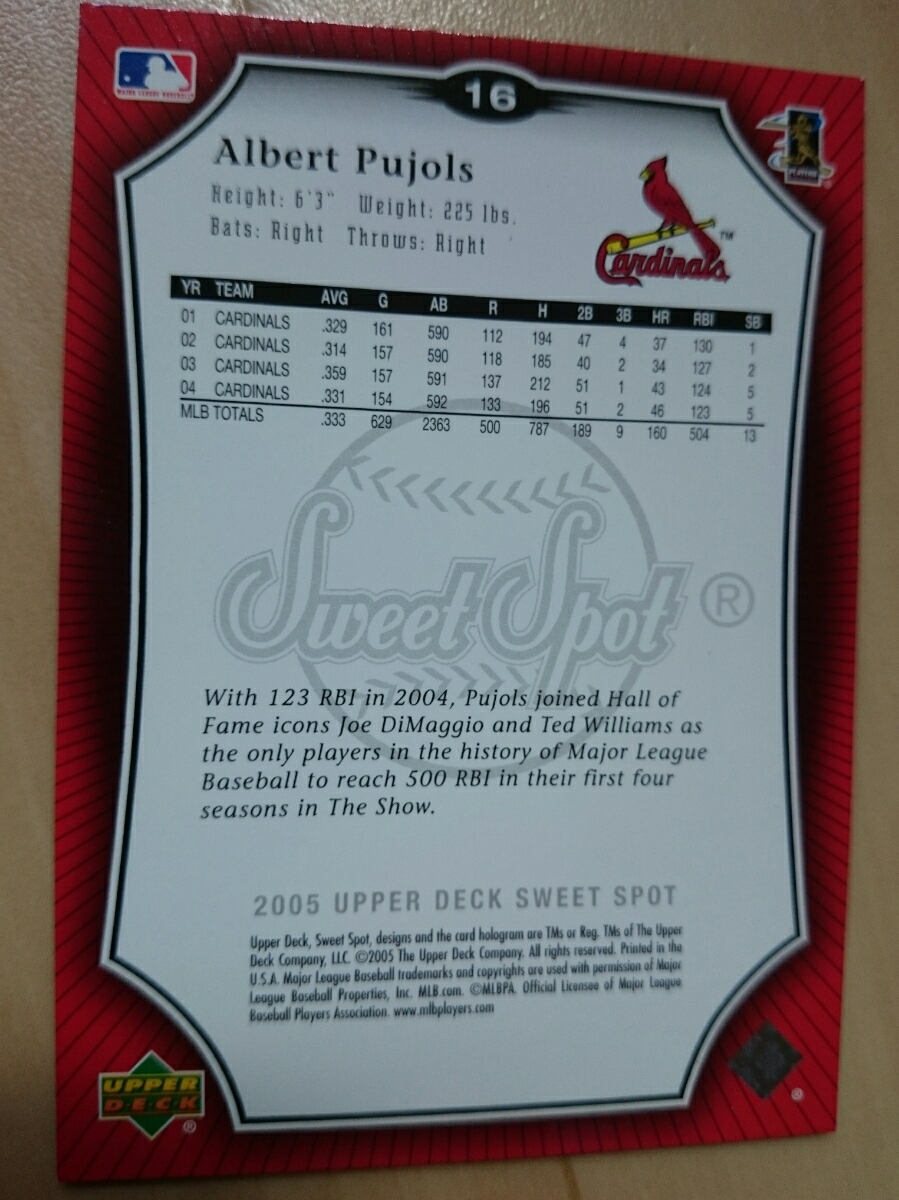 MAJOR LEAGUE BASEBALL
16
Albert Pujols
Height: 6'3" Weight: 225 lbs.
Bats: Right Throws: Right
Cardinals™
PLAYERS
YR TEAM AVG G AB R H 2B 3B HR RBI SB
01 CARDINALS .329 161 590 112 194 47 4 37 130 1
02 CARDINALS .314 157 590 118 185 40 2 34 127 2
03 CARDINALS .359 157 591 137 212 51 1 43 124 5
04 CARDINALS .331 154 592 133 196 51 2 46 123 5
MLB TOTALS .333 629 2363 500 787 189 9 160 504 13
Sweet Spot®
With 123 RBI in 2004, Pujols joined Hall of
Fame icons Joe DiMaggio and Ted Williams as
the only players in the history of Major League
Baseball to reach 500 RBI in their first four
seasons in The Show.
2005 UPPER DECK SWEET SPOT
Upper Deck, Sweet Spot, designs and the card hologram are TMs or Reg. TMs of The Upper
Deck Company, LLC. ©2005 The Upper Deck Company. All rights reserved. Printed in the
U.S.A. Major League Baseball trademarks and copyrights are used with permission of Major
League Baseball Properties, Inc. MLB.com. ©MLBPA. Official Licensee of Major League
Baseball Players Association. www.mlbplayers.com
UPPER
DECK
®
®